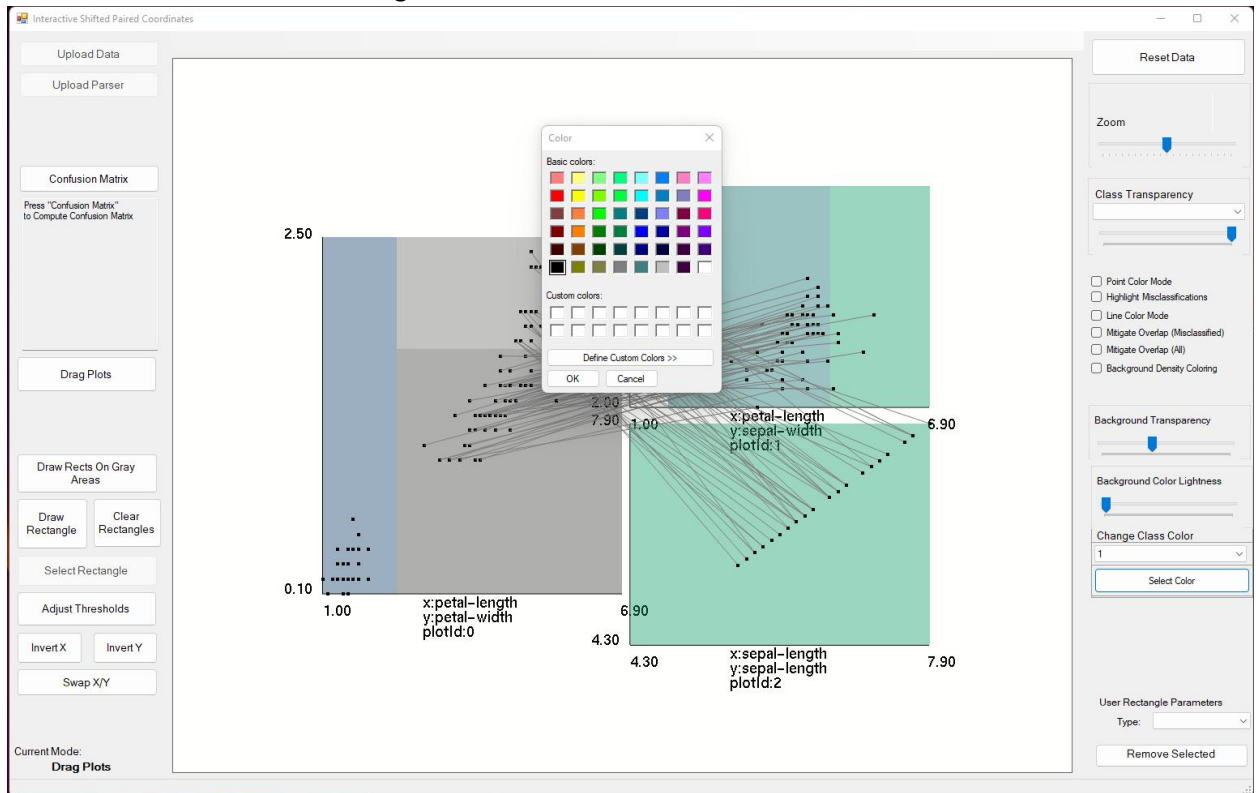 Interactive Shifted Paired Coordinates
Upload Data
Upload Parser
Confusion Matrix
Press "Confusion Matrix"
to Compute Confusion Matrix
Drag Plots
Draw Rects On Gray
Areas
Draw
Rectangle
Clear
Rectangles
Select Rectangle
Adjust Thresholds
Invert X
Invert Y
Swap X/Y
Current Mode:
Drag Plots
2.50
0.10
1.00
x:petal-length
y:petal-width
plotId:0
6.90
Color
Basic colors:
Custom colors:
Define Custom Colors >>
OK
Cancel
2.00
7.90
1.00
x:petal-length
y:sepal-width
plotId:1
6.90
4.30
4.30
x:sepal-length
y:sepal-length
plotId:2
7.90
Reset Data
Zoom
Class Transparency
Point Color Mode
Highlight Misclassifications
Line Color Mode
Mitigate Overlap (Misclassified)
Mitigate Overlap (All)
Background Density Coloring
Background Transparency
Background Color Lightness
Change Class Color
1
Select Color
User Rectangle Parameters
Type:
Remove Selected